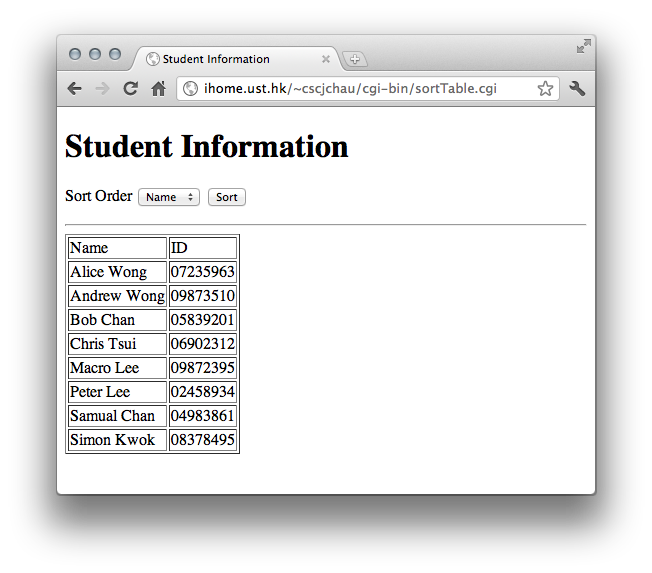 Student Information
ihome.ust.hk/~cscjchau/cgi-bin/sortTable.cgi
Student Information
Sort Order Name Sort
Name ID
Alice Wong 07235963
Andrew Wong 09873510
Bob Chan 05839201
Chris Tsui 06902312
Macro Lee 09872395
Peter Lee 02458934
Samual Chan 04983861
Simon Kwok 08378495